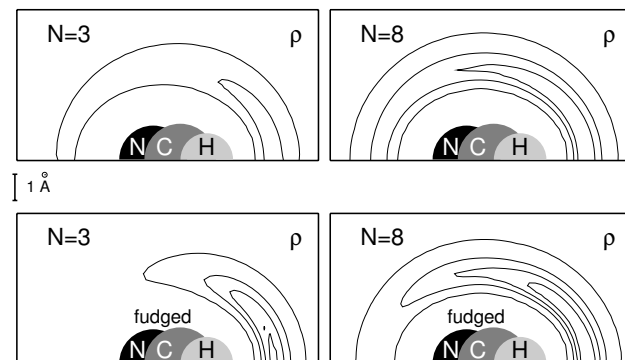 N=3 ρ
N=8 ρ
N C H
N C H
1 Å
N=3 ρ
N=8 ρ
fudged
fudged
N C H
N C H